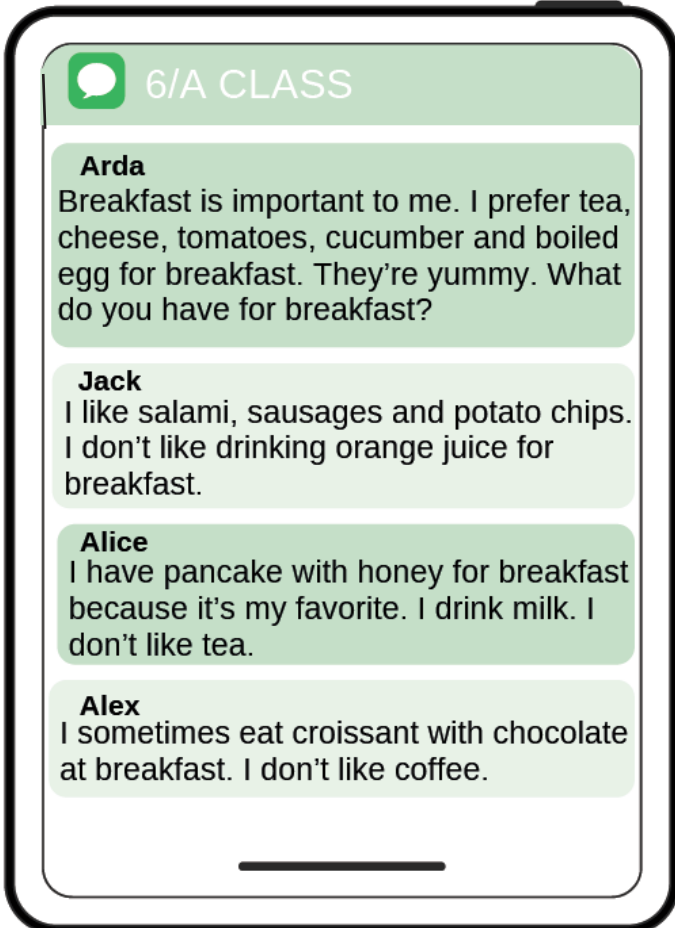 6/A CLASS
Arda
Breakfast is important to me. I prefer tea,
cheese, tomatoes, cucumber and boiled
egg for breakfast. They’re yummy. What
do you have for breakfast?
Jack
I like salami, sausages and potato chips.
I don’t like drinking orange juice for
breakfast.
Alice
I have pancake with honey for breakfast
because it’s my favorite. I drink milk. I
don’t like tea.
Alex
I sometimes eat croissant with chocolate
at breakfast. I don’t like coffee.